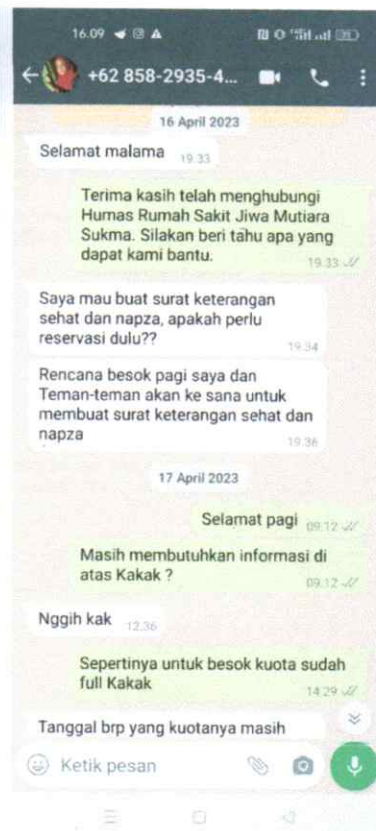 16.09
+62 858-2935-4...
16 April 2023
Selamat malama 19.33
Terima kasih telah menghubungi
Humas Rumah Sakit Jiwa Mutiara
Sukma. Silakan beri tahu apa yang
dapat kami bantu. 19.33
Saya mau buat surat keterangan
sehat dan napza, apakah perlu
reservasi dulu?? 19.34
Rencana besok pagi saya dan
Teman-teman akan ke sana untuk
membuat surat keterangan sehat dan
napza 19.36
17 April 2023
Selamat pagi 09.12
Masih membutuhkan informasi di
atas Kakak ? 09.12
Nggih kak 12.36
Sepertinya untuk besok kuota sudah
full Kakak 14.29
Tanggal brp yang kuotanya masih
Ketik pesan